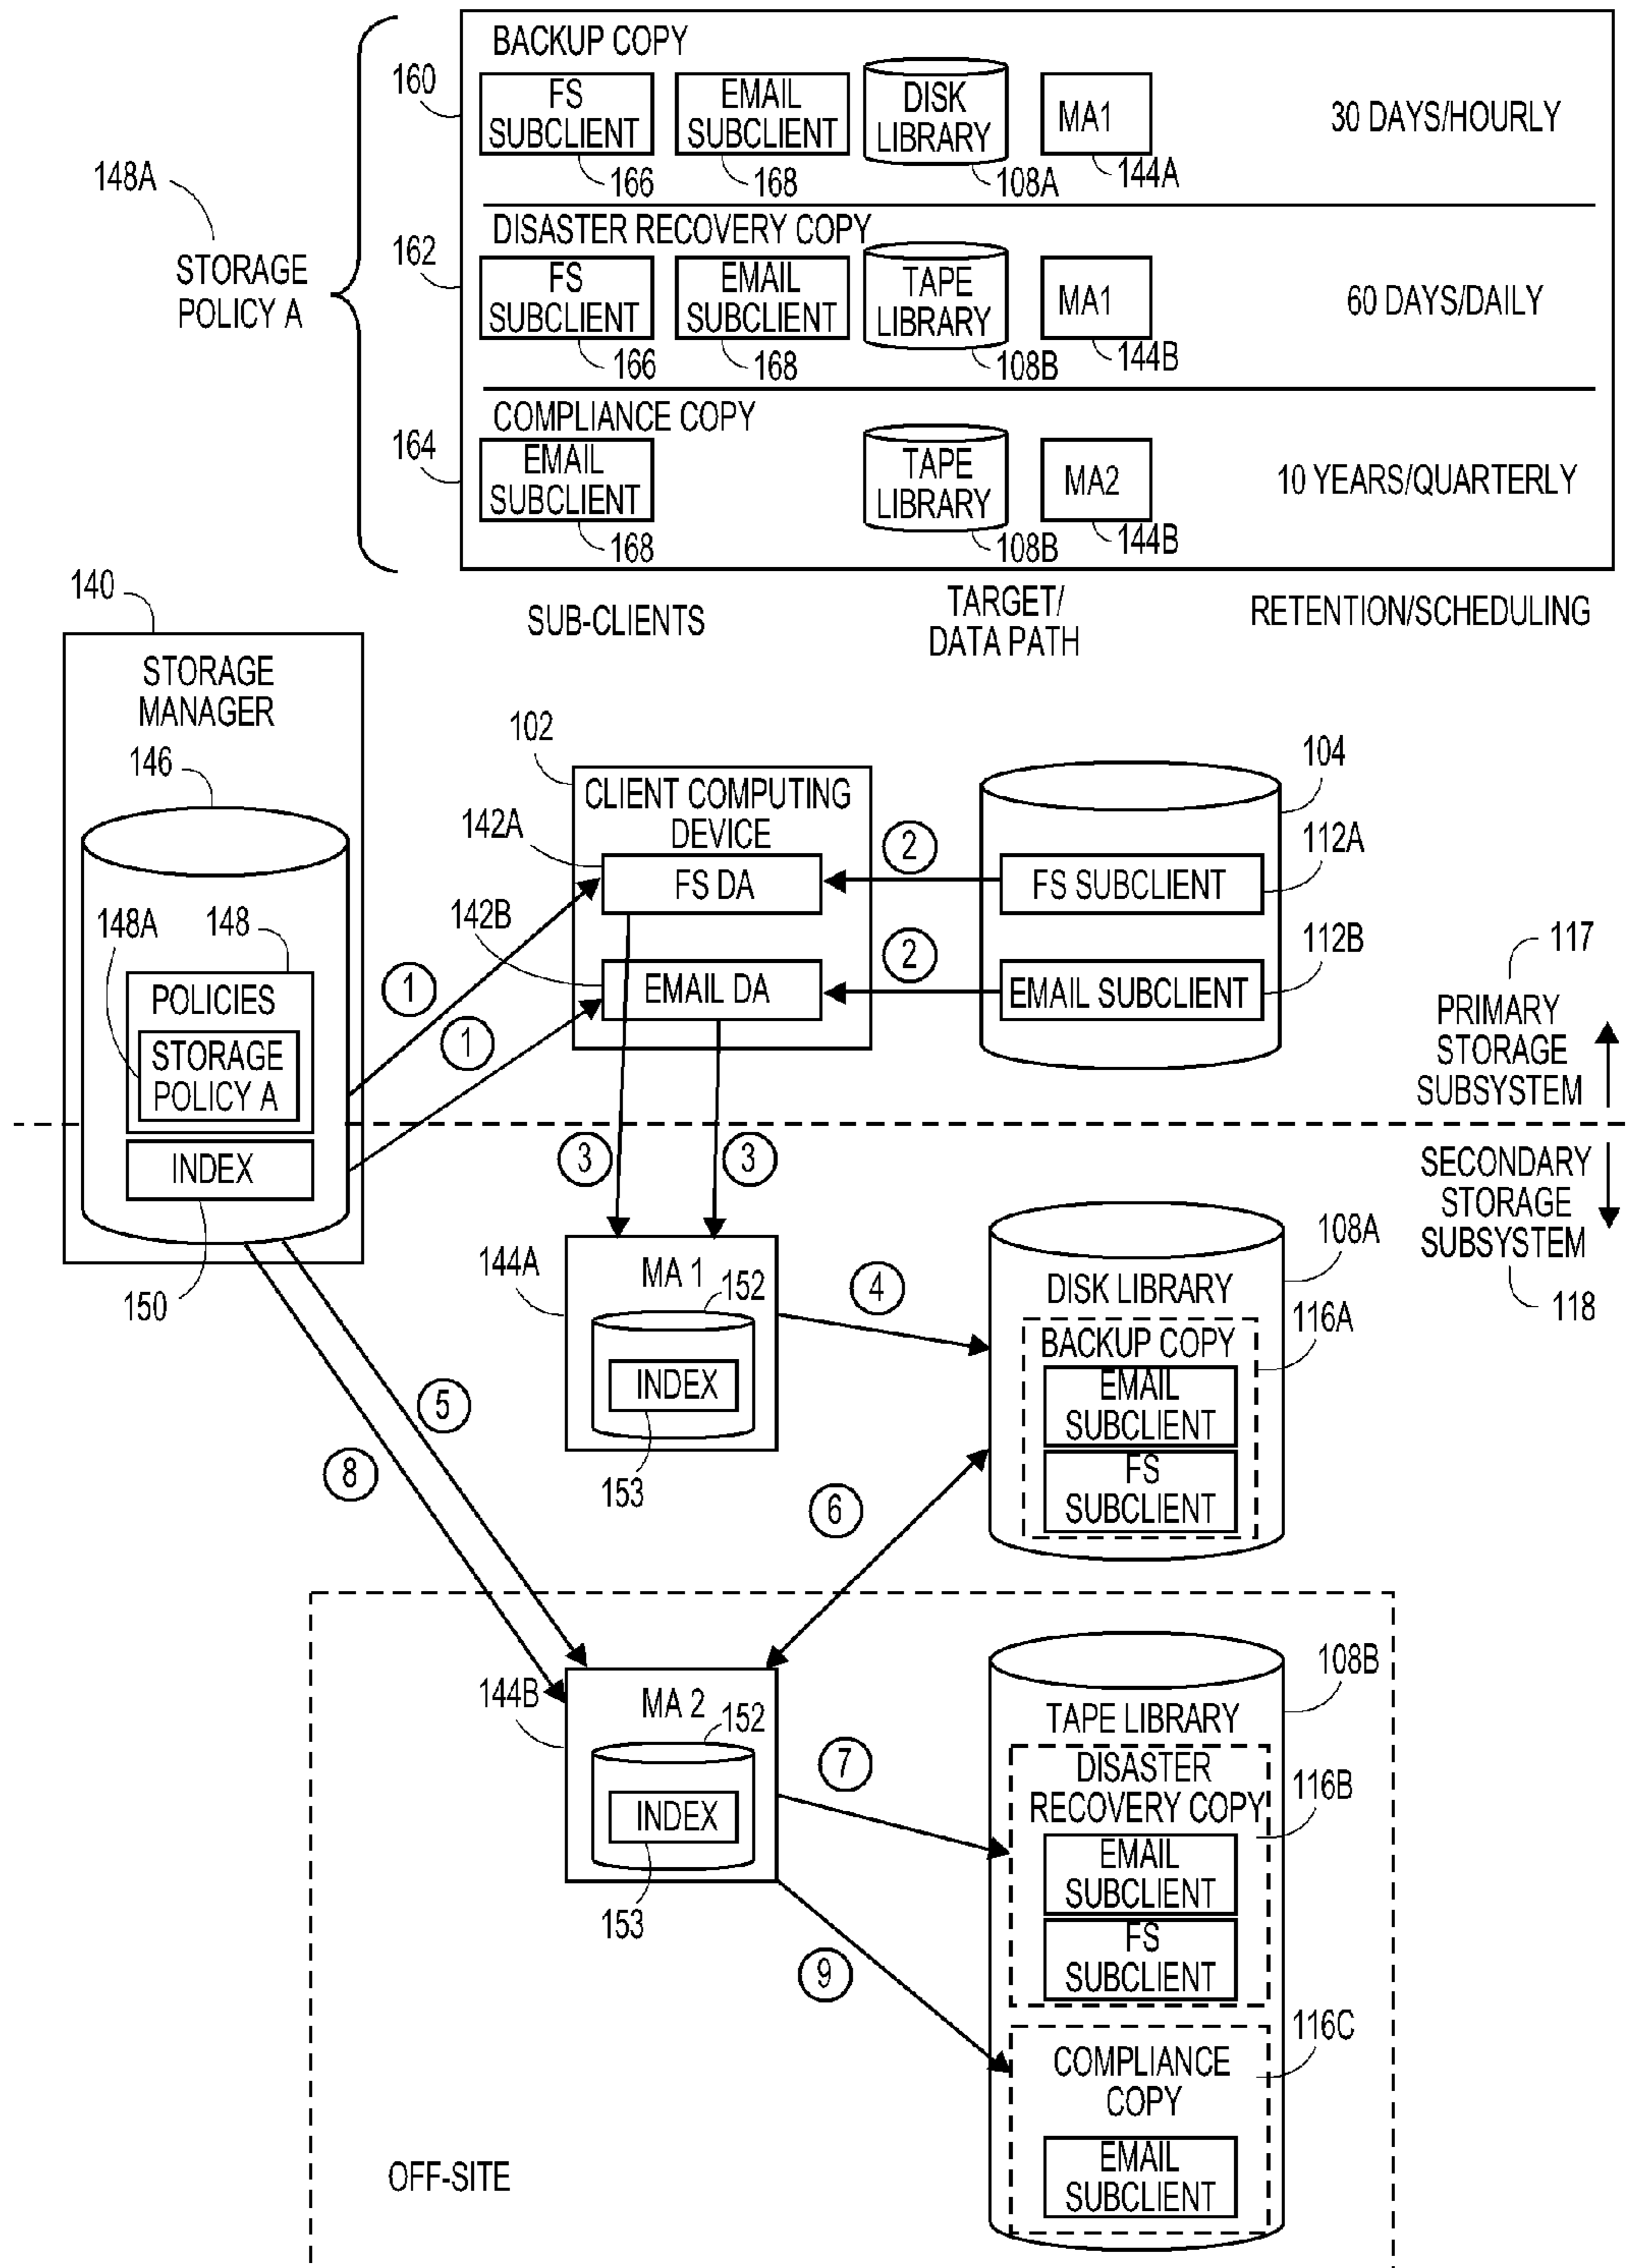 BACKUP COPY
160
FS
SUBCLIENT
166
EMAIL
SUBCLIENT
168
DISK
LIBRARY
108A
MA1
144A
30 DAYS/HOURLY
148A
STORAGE
POLICY A
DISASTER RECOVERY COPY
162
FS
SUBCLIENT
166
EMAIL
SUBCLIENT
168
TAPE
LIBRARY
108B
MA1
144B
60 DAYS/DAILY
COMPLIANCE COPY
164
EMAIL
SUBCLIENT
168
TAPE
LIBRARY
108B
MA2
144B
10 YEARS/QUARTERLY
SUB-CLIENTS
TARGET/
DATA PATH
RETENTION/SCHEDULING
140
STORAGE
MANAGER
146
148A
148
POLICIES
STORAGE
POLICY A
INDEX
150
102
CLIENT COMPUTING
DEVICE
142A
FS DA
142B
EMAIL DA
1
1
2
2
104
FS SUBCLIENT
112A
EMAIL SUBCLIENT
112B
117
PRIMARY
STORAGE
SUBSYSTEM
SECONDARY
STORAGE
SUBSYSTEM
118
3
3
144A
MA 1
152
INDEX
153
4
108A
DISK LIBRARY
116A
BACKUP COPY
EMAIL
SUBCLIENT
FS
SUBCLIENT
5
8
6
144B
MA 2
152
INDEX
153
7
9
108B
TAPE LIBRARY
DISASTER
RECOVERY COPY
116B
EMAIL
SUBCLIENT
FS
SUBCLIENT
116C
COMPLIANCE
COPY
EMAIL
SUBCLIENT
OFF-SITE